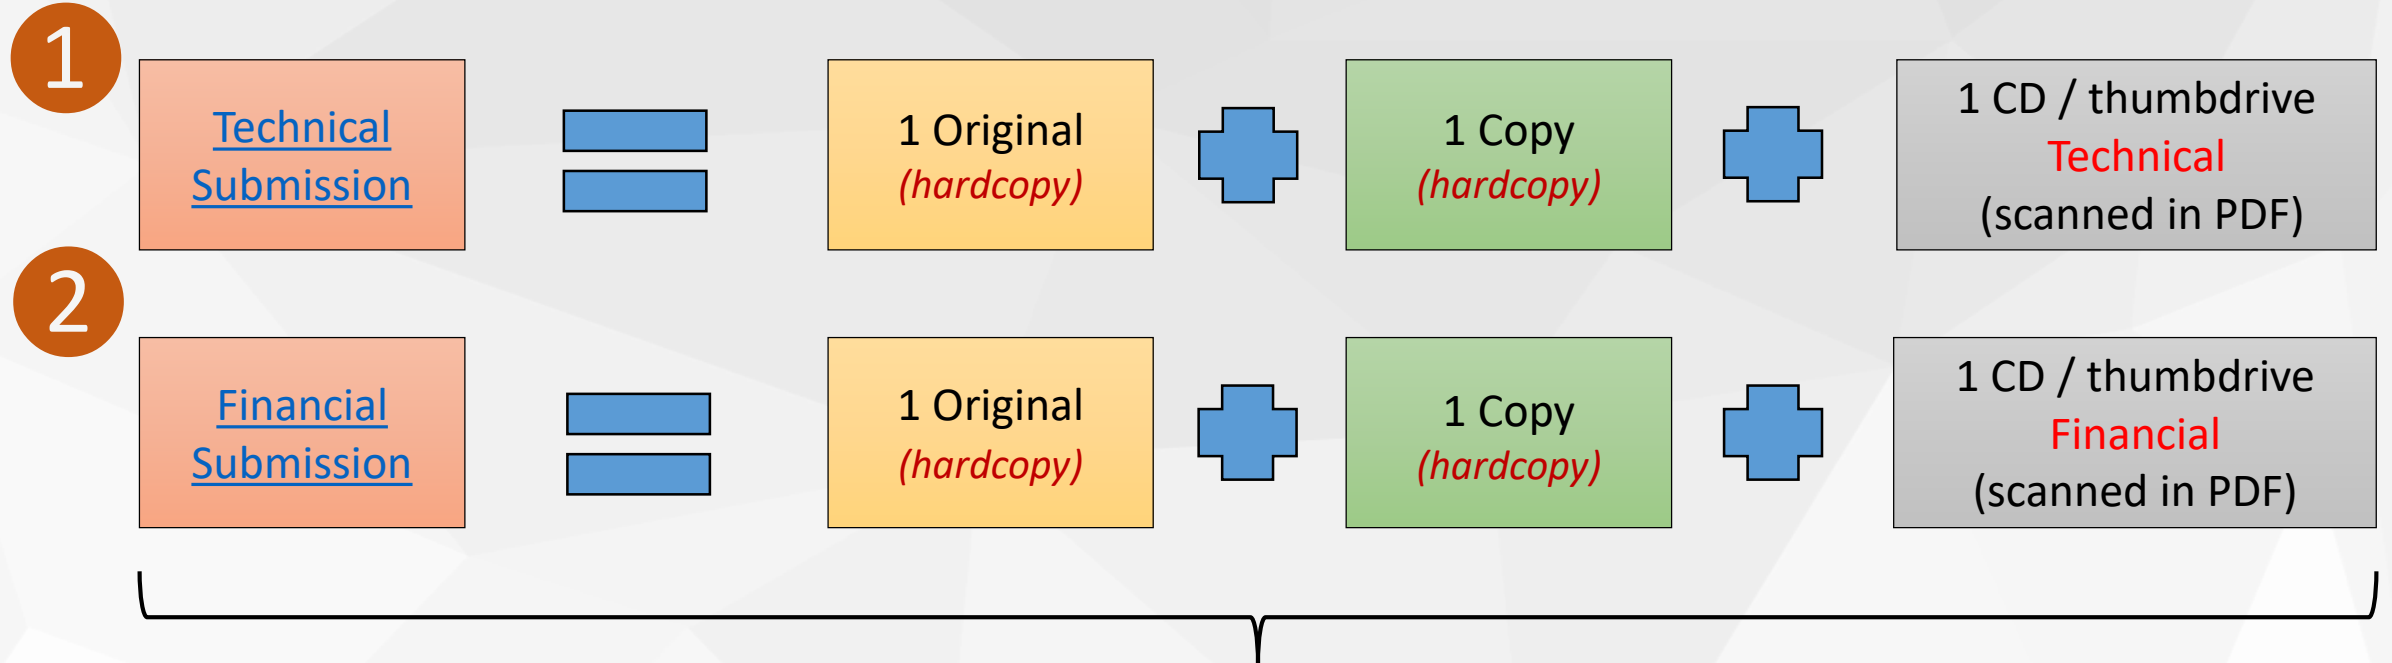 1
Technical
Submission
1 Original
(hardcopy)
1 Copy
(hardcopy)
1 CD / thumbdrive
Technical
(scanned in PDF)
2
Financial
Submission
1 Original
(hardcopy)
1 Copy
(hardcopy)
1 CD / thumbdrive
Financial
(scanned in PDF)